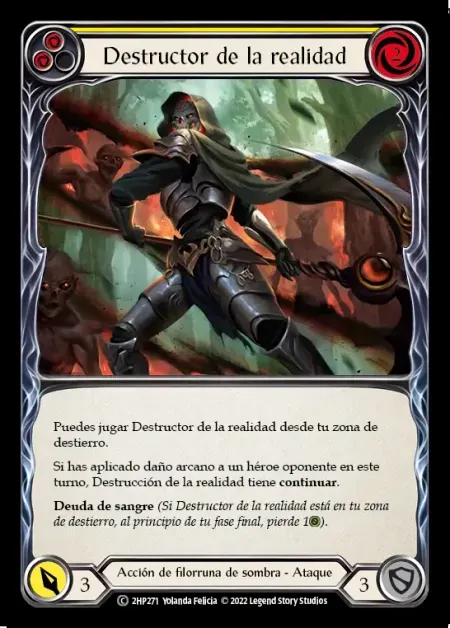 Destructor de la realidad
2
Puedes jugar Destructor de la realidad desde tu zona de
destierro.
Si has aplicado daño arcano a un héroe oponente en este
turno, Destrucción de la realidad tiene continuar.
Deuda de sangre (Si Destructor de la realidad está en tu zona
de destierro, al principio de tu fase final, pierde 1).
3 Acción de filorruna de sombra - Ataque 3
C 2HP271 Yolanda Felicia © 2022 Legend Story Studios